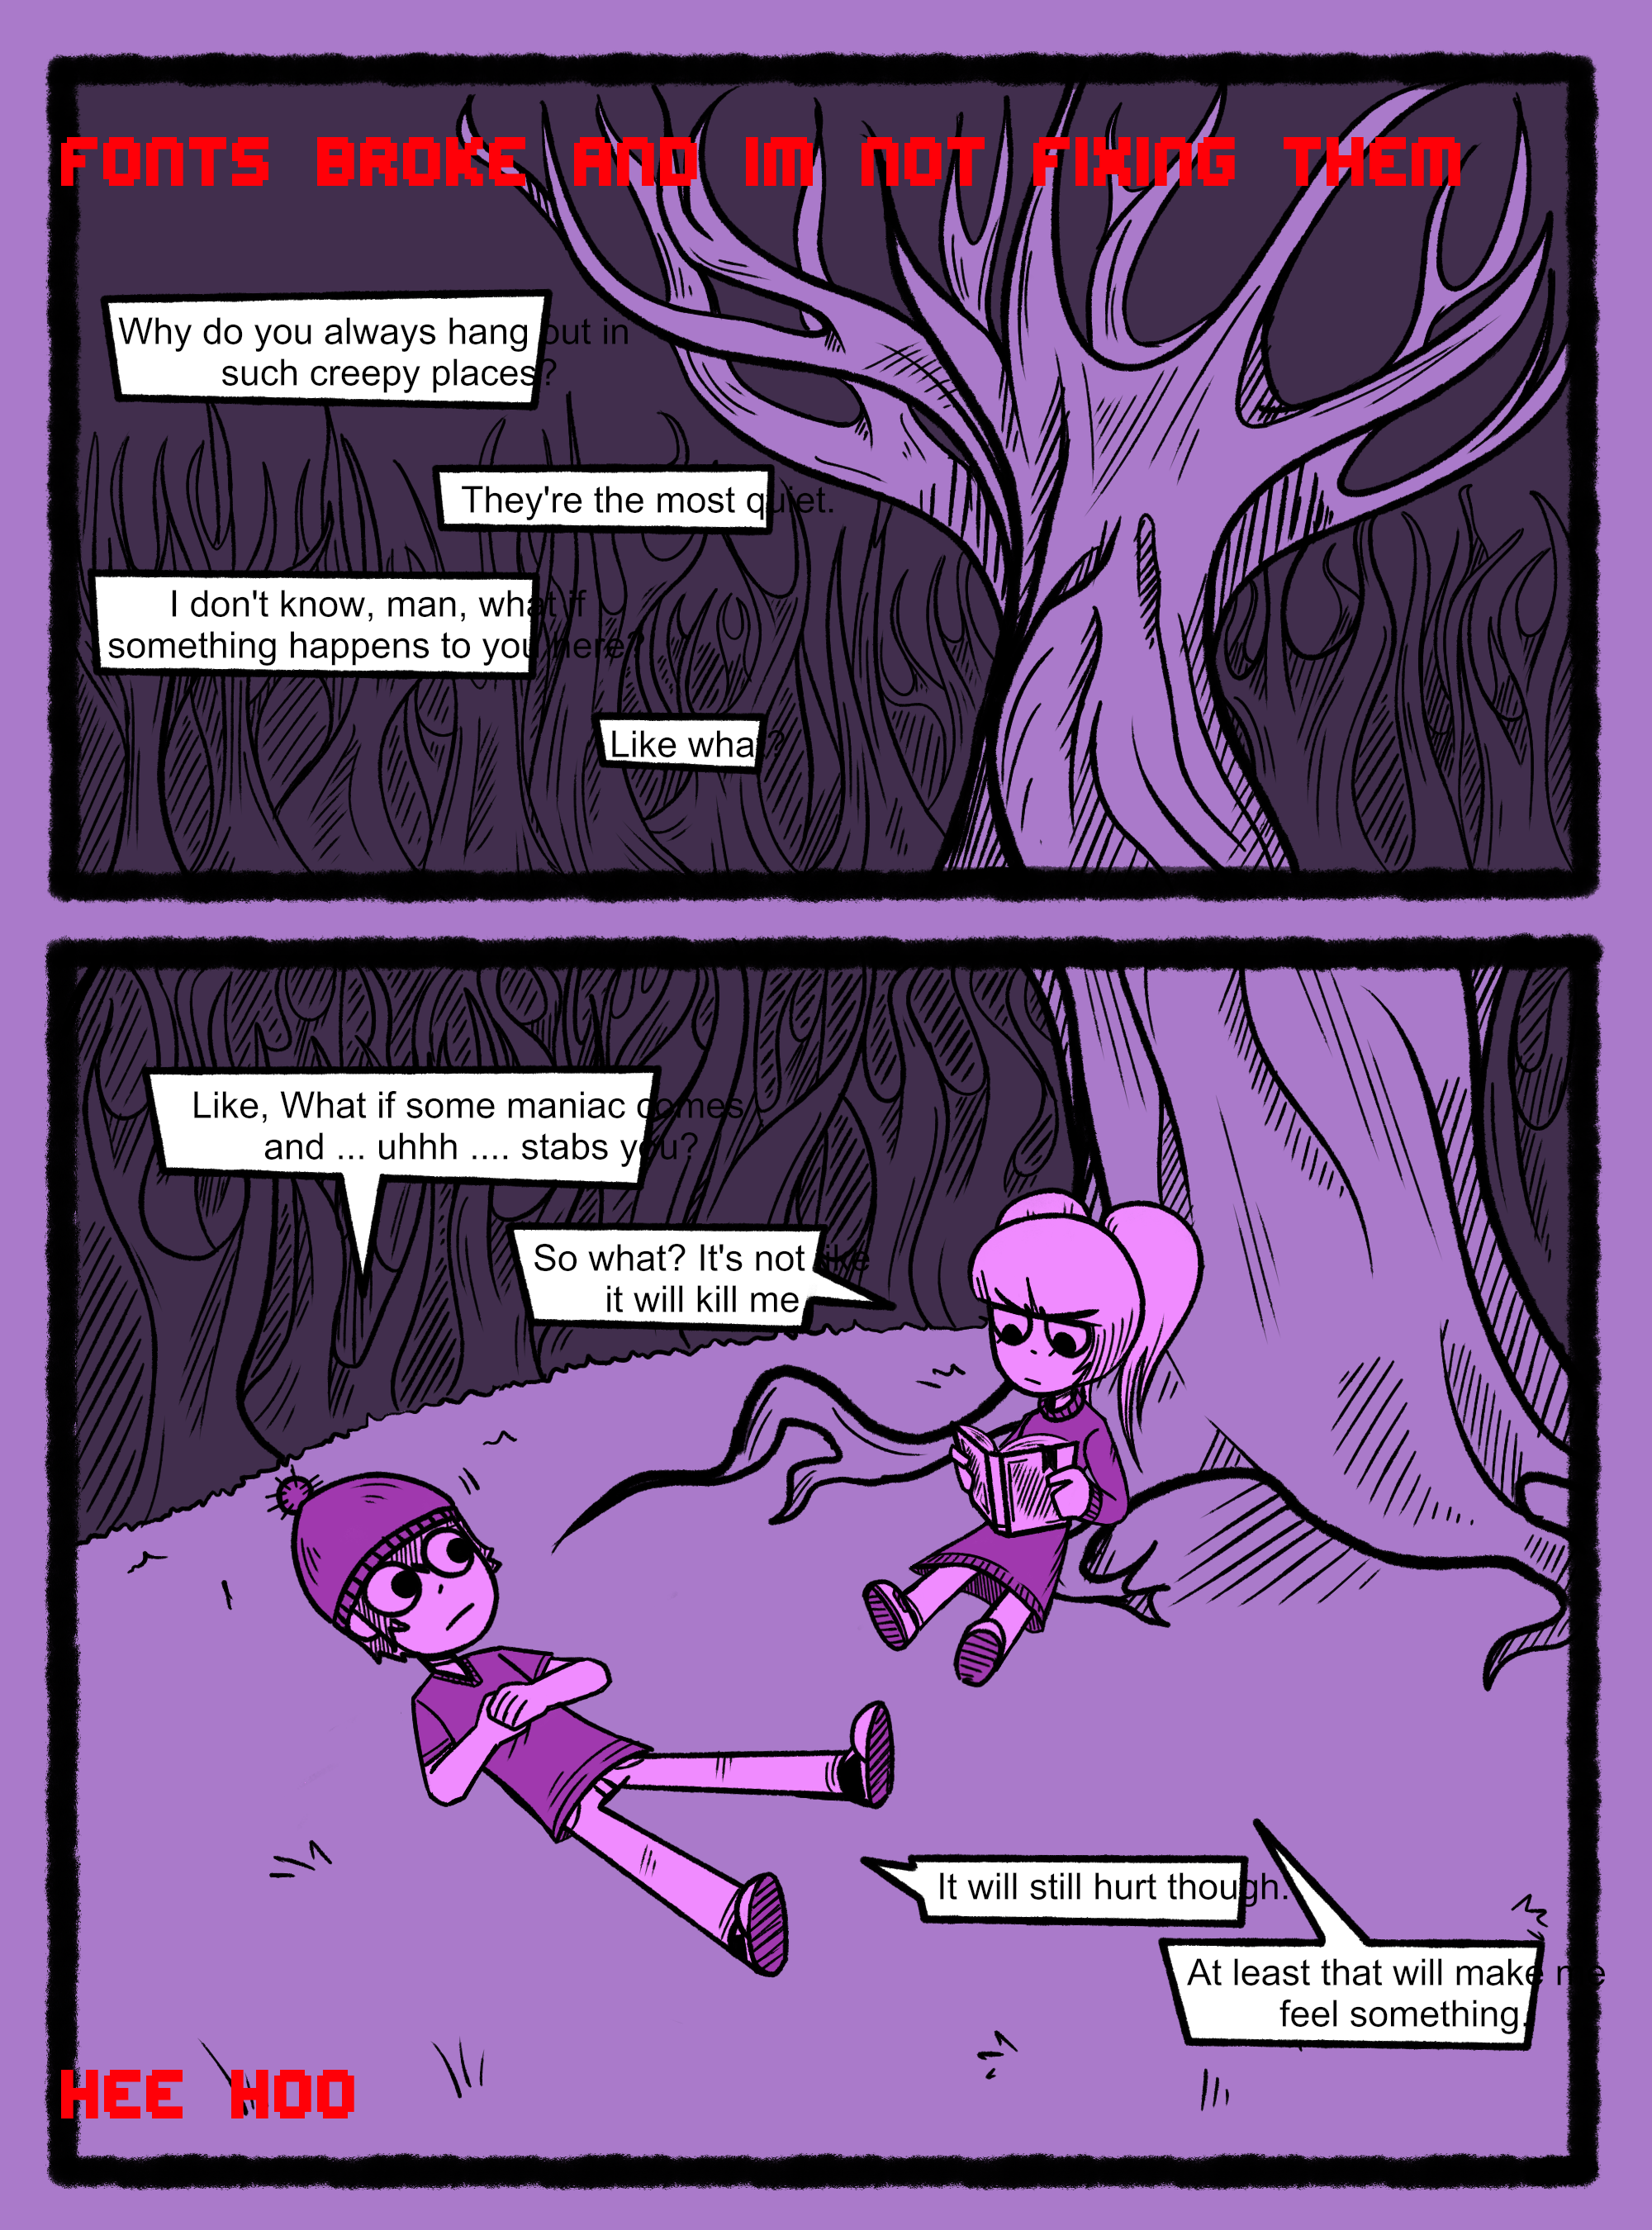 FONTS BROKE AND IM NOT FIXING THEM
Why do you always hang out in
such creepy places?
They're the most quiet.
I don't know, man, what if
something happens to you here?
Like what?
Like, What if some maniac comes
and ... uhhh .... stabs you?
So what? It's not like
it will kill me
It will still hurt though.
At least that will make me
feel something.
HEE HOO